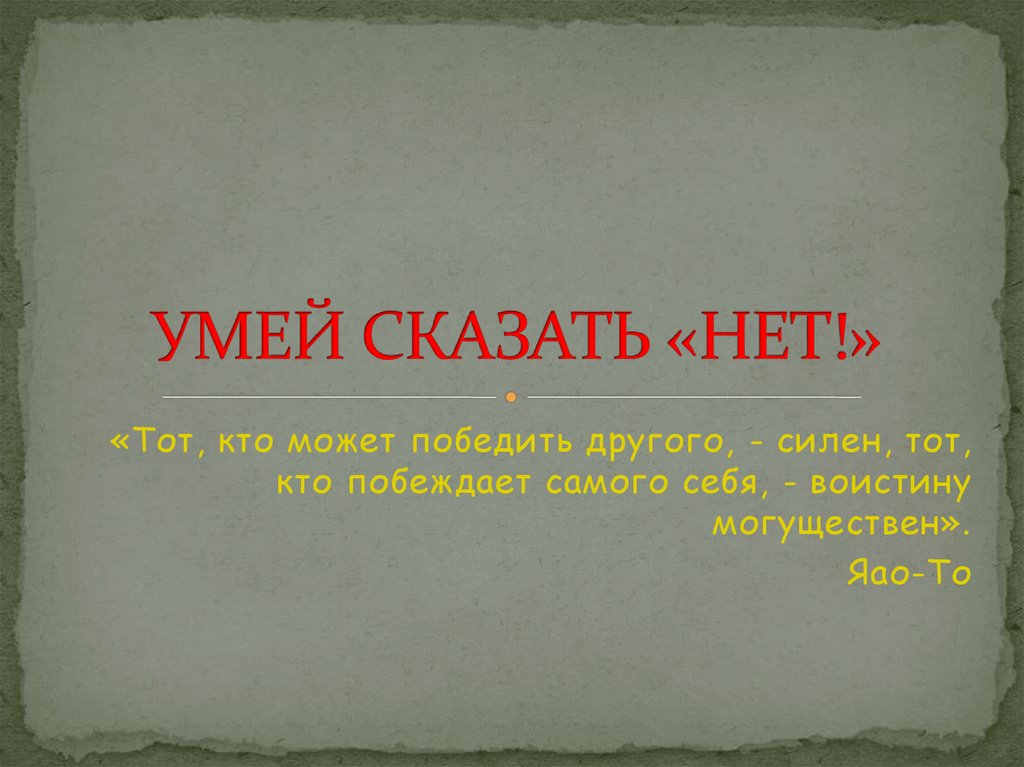 УМЕЙ СКАЗАТЬ «НЕТ!»
«Тот, кто может победить другого, - силен, тот,
кто побеждает самого себя, - воистину
могуществен».
Яао-То